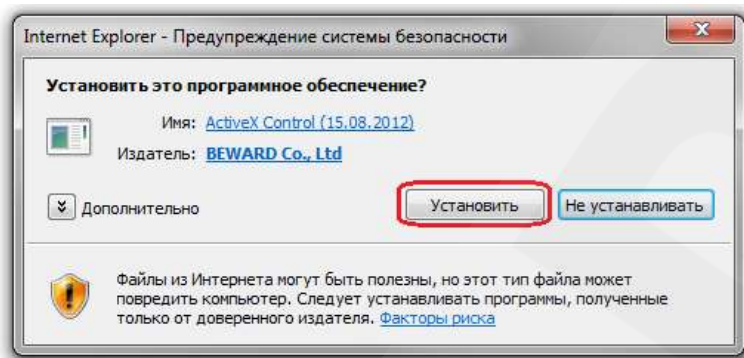 Internet Explorer - Предупреждение системы безопасности
Установить это программное обеспечение?
Имя: ActiveX Control (15.08.2012)
Издатель: BEWARD Co., Ltd
Дополнительно
Установить
Не устанавливать
Файлы из Интернета могут быть полезны, но этот тип файла может
повредить компьютер. Следует устанавливать программы, полученные
только от доверенного издателя. Факторы риска